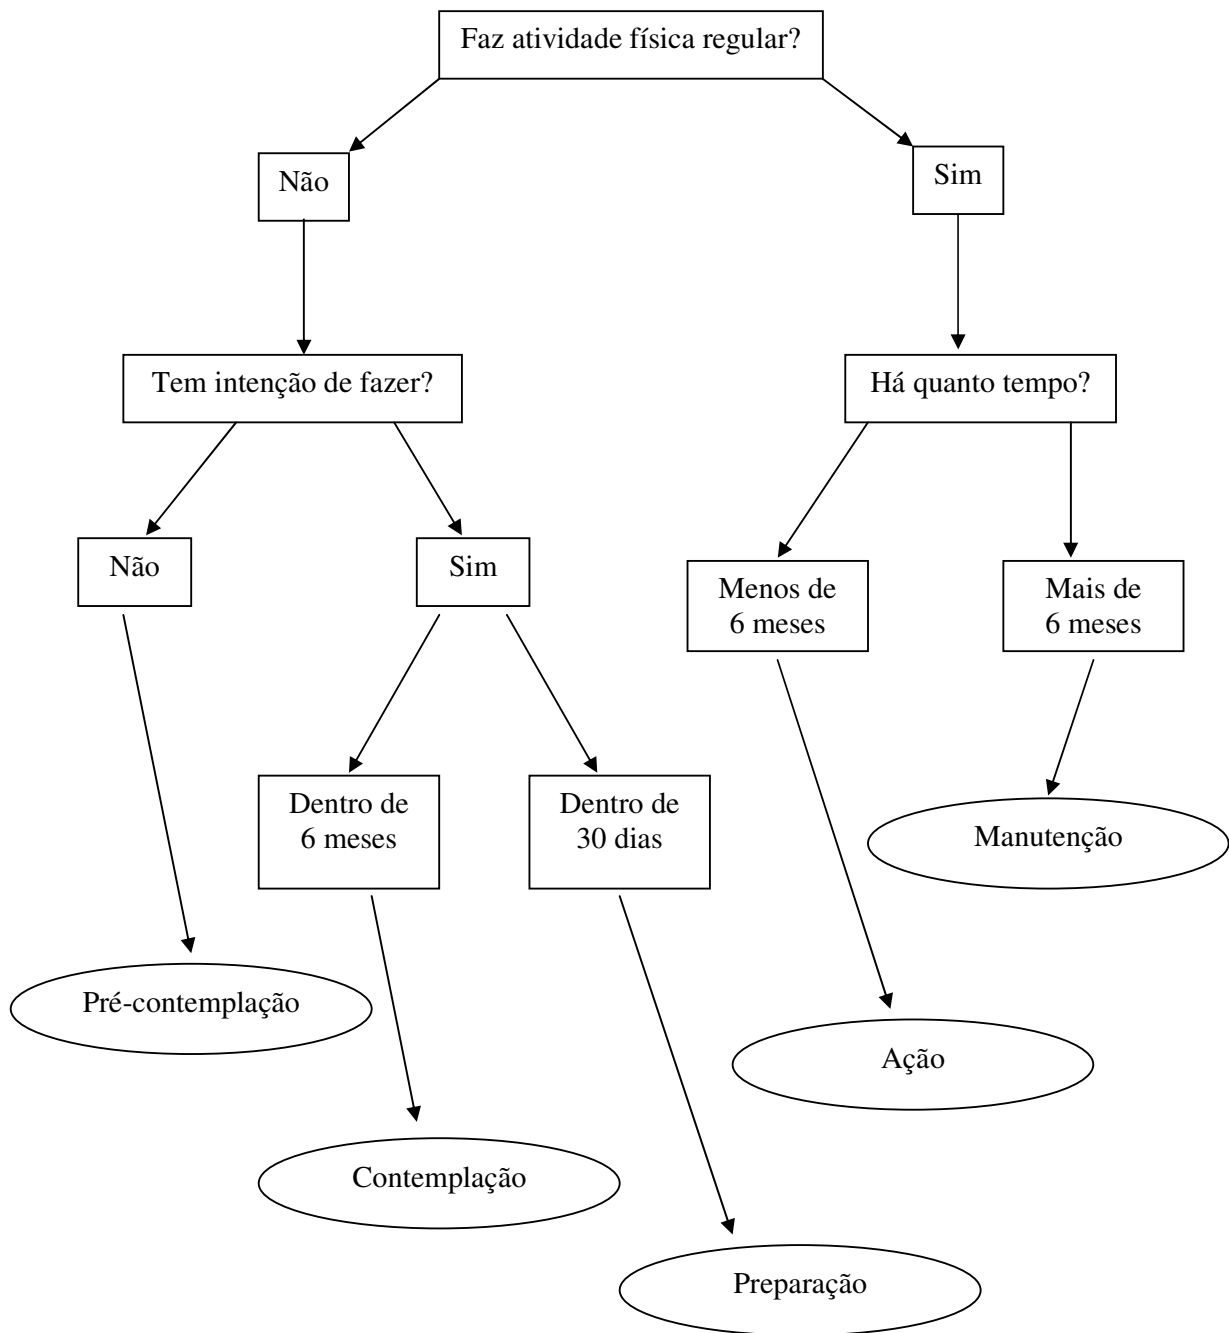 Faz atividade física regular?
Não
Sim
Tem intenção de fazer?
Há quanto tempo?
Não
Sim
Menos de
6 meses
Mais de
6 meses
Dentro de
6 meses
Dentro de
30 dias
Manutenção
Pré-contemplação
Ação
Contemplação
Preparação